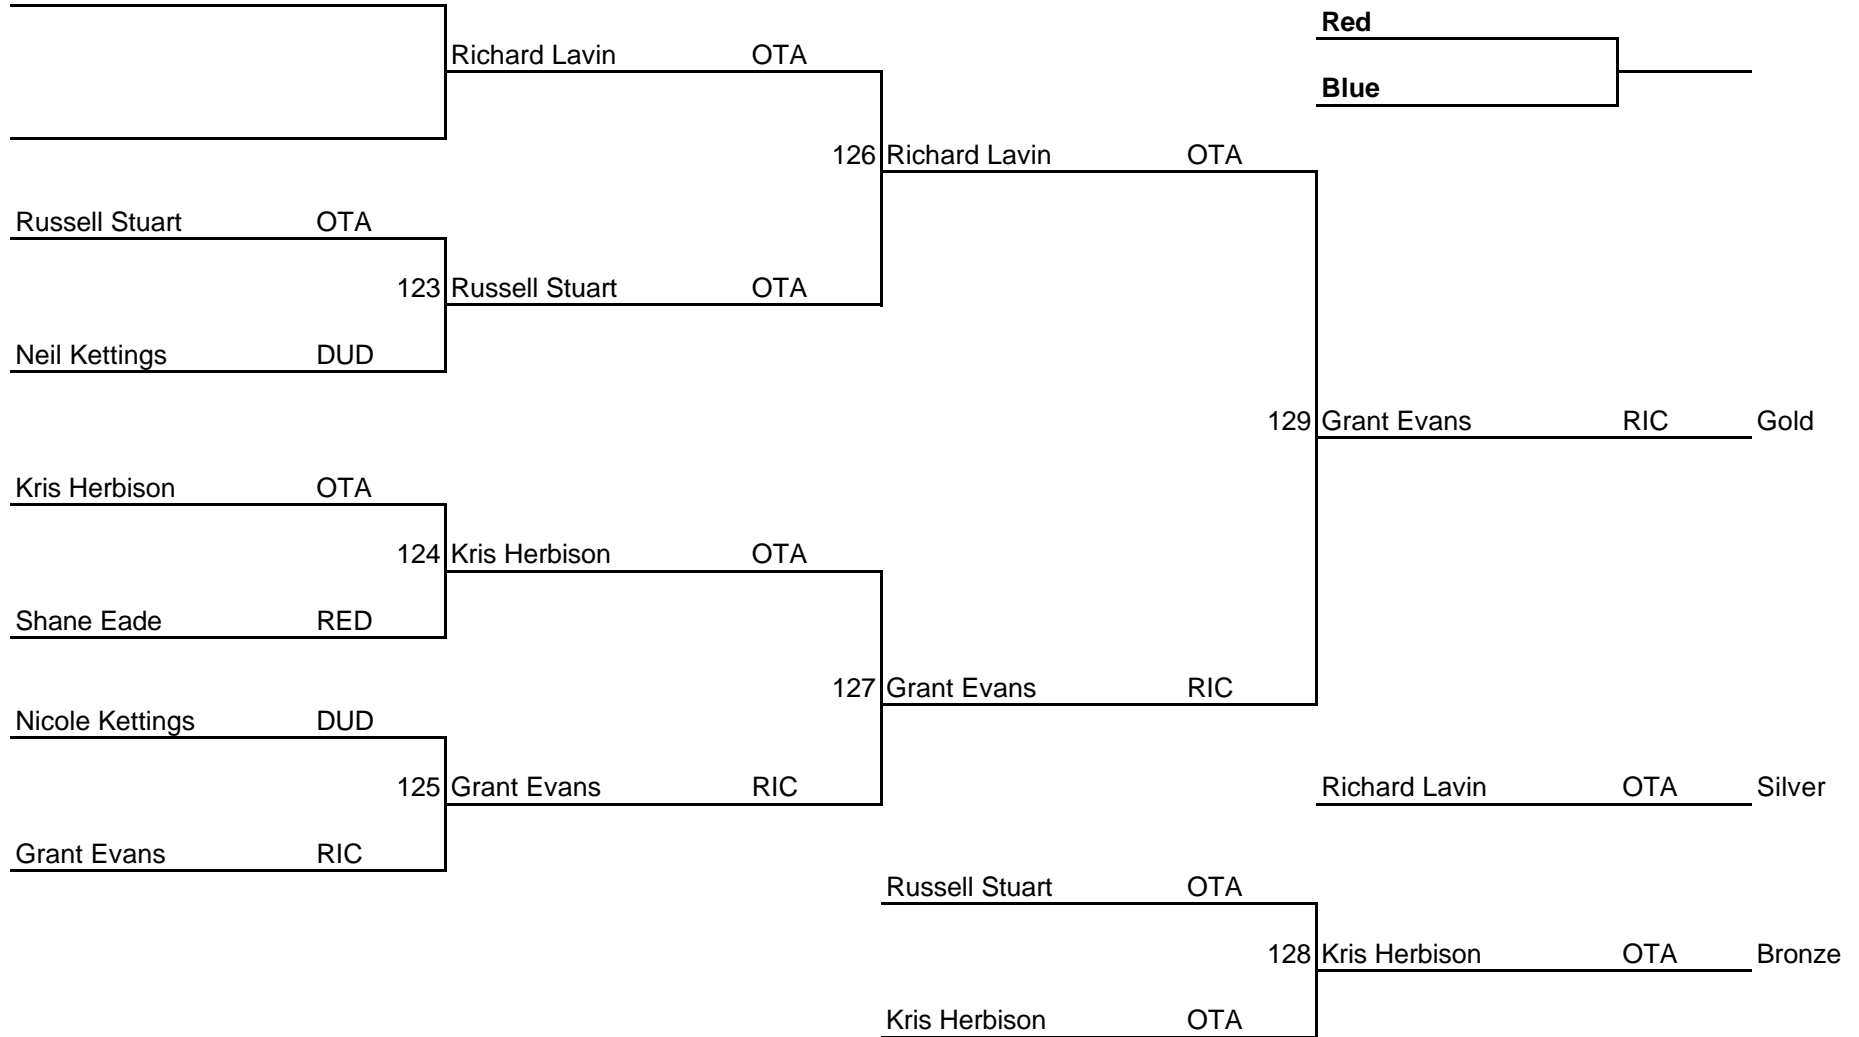 Red
Richard Lavin OTA
Blue
126 Richard Lavin OTA
Russell Stuart OTA
123 Russell Stuart OTA
Neil Kettings DUD
129 Grant Evans RIC Gold
Kris Herbison OTA
124 Kris Herbison OTA
Shane Eade RED
127 Grant Evans RIC
Nicole Kettings DUD
125 Grant Evans RIC
Richard Lavin OTA Silver
Grant Evans RIC
Russell Stuart OTA
128 Kris Herbison OTA Bronze
Kris Herbison OTA